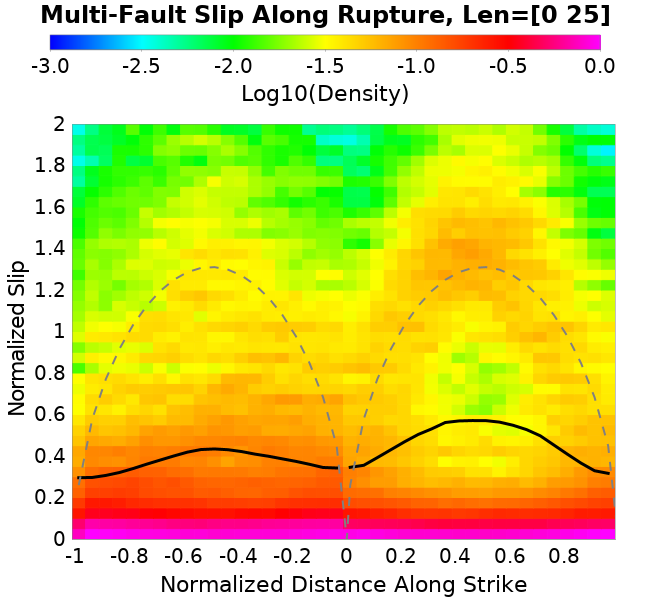 Multi-Fault Slip Along Rupture, Len=[0 25]
-3.0 -2.5 -2.0 -1.5 -1.0 -0.5 0.0
Log10(Density)
2
1.8
1.6
1.4
1.2
1
0.8
0.6
0.4
0.2
0
Normalized Slip
-1 -0.8 -0.6 -0.4 -0.2 0 0.2 0.4 0.6 0.8
Normalized Distance Along Strike